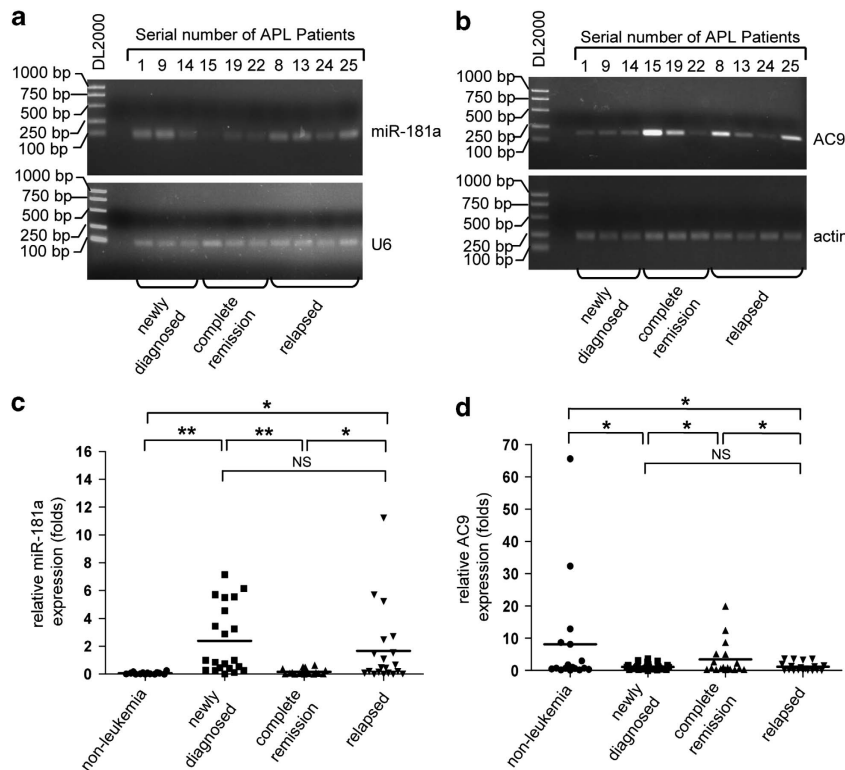 a
DL2000
Serial number of APL Patients
1 9 14 15 19 22 8 13 24 25
1000 bp
750 bp
500 bp
250 bp
100 bp
miR-181a
1000 bp
750 bp
500 bp
250 bp
100 bp
U6
newly diagnosed
complete remission
relapsed
b
DL2000
Serial number of APL Patients
1 9 14 15 19 22 8 13 24 25
1000 bp
750 bp
500 bp
250 bp
100 bp
AC9
1000 bp
750 bp
500 bp
250 bp
100 bp
actin
newly diagnosed
complete remission
relapsed
c
*
** ** *
NS
relative miR-181a
expression (folds)
16
14
12
10
8
6
4
2
0
non-leukemia
newly diagnosed
complete remission
relapsed
d
*
* * *
NS
relative AC9
expression (folds)
70
60
50
40
30
20
10
0
non-leukemia
newly diagnosed
complete remission
relapsed